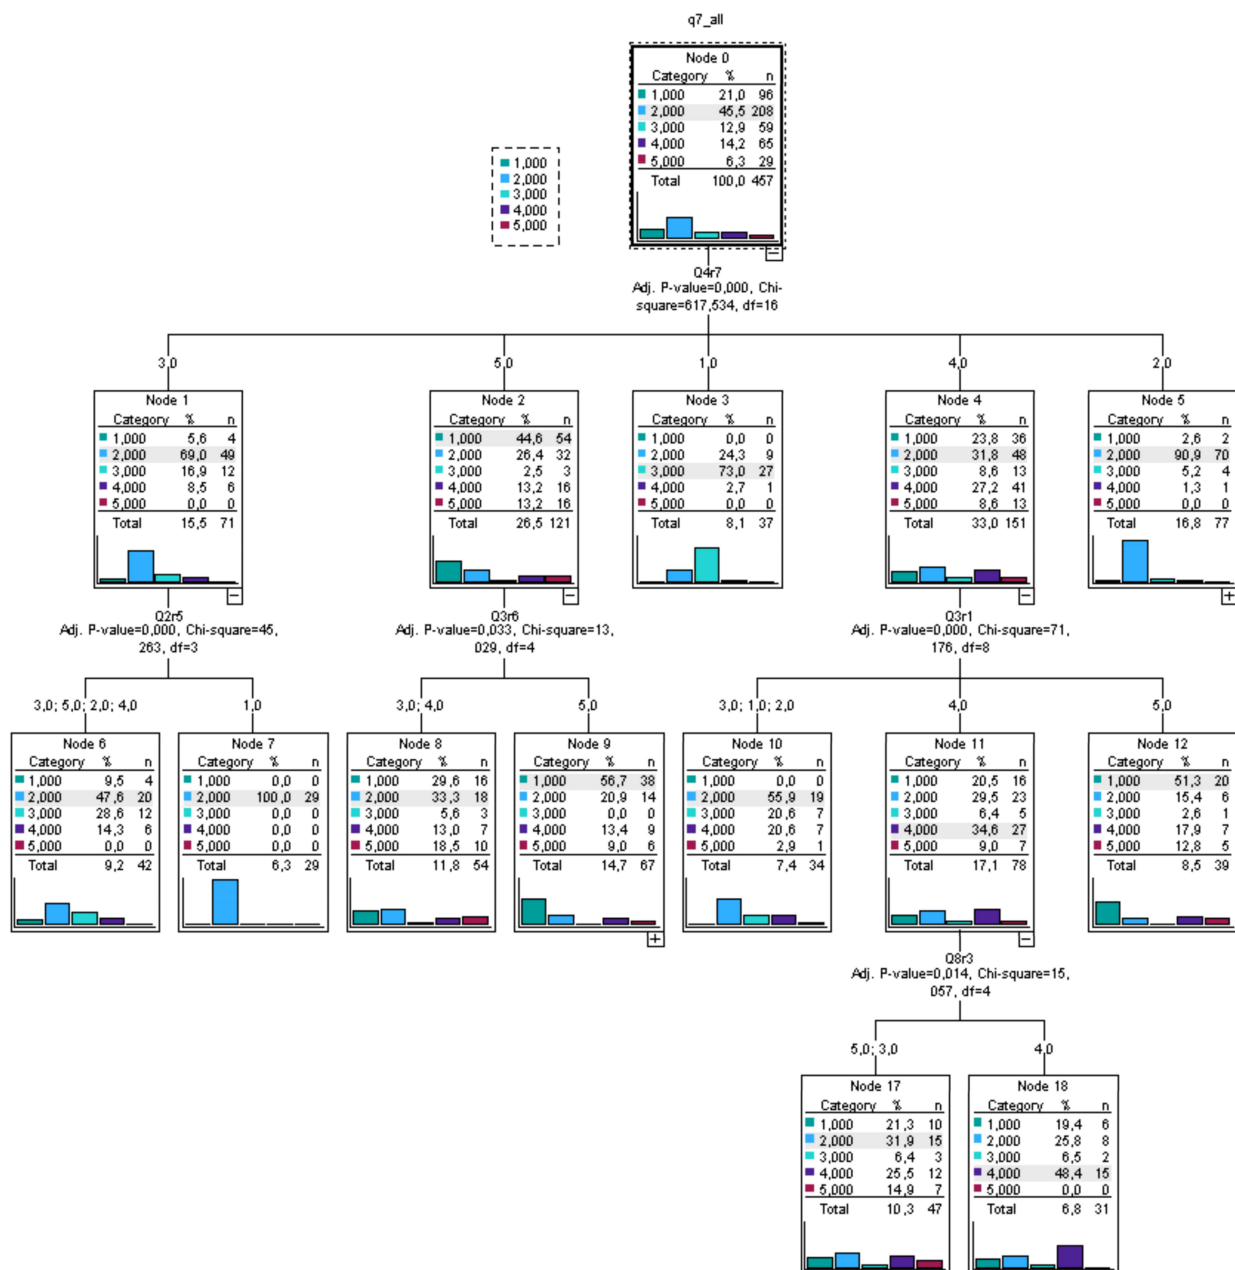 q7_all
Node 0
Category % n
1,000 21,0 96
2,000 45,5 208
3,000 12,9 59
4,000 14,2 65
5,000 6,3 29
Total 100,0 457
1,000
2,000
3,000
4,000
5,000
Q4r7
Adj. P-value=0,000, Chi-
square=617,534, df=16
3,0
5,0
1,0
4,0
2,0
Node 1
Category % n
1,000 5,6 4
2,000 69,0 49
3,000 16,9 12
4,000 8,5 6
5,000 0,0 0
Total 15,5 71
Node 2
Category % n
1,000 44,6 54
2,000 26,4 32
3,000 2,5 3
4,000 13,2 16
5,000 13,2 16
Total 26,5 121
Node 3
Category % n
1,000 0,0 0
2,000 24,3 9
3,000 73,0 27
4,000 2,7 1
5,000 0,0 0
Total 8,1 37
Node 4
Category % n
1,000 23,8 36
2,000 31,8 48
3,000 8,6 13
4,000 27,2 41
5,000 8,6 13
Total 33,0 151
Node 5
Category % n
1,000 2,6 2
2,000 90,9 70
3,000 5,2 4
4,000 1,3 1
5,000 0,0 0
Total 16,8 77
Q2r5
Adj. P-value=0,000, Chi-square=45,
263, df=3
Q3r6
Adj. P-value=0,033, Chi-square=13,
029, df=4
Q3r1
Adj. P-value=0,000, Chi-square=71,
176, df=8
3,0; 5,0; 2,0; 4,0
1,0
3,0; 4,0
5,0
3,0; 1,0; 2,0
4,0
5,0
Node 6
Category % n
1,000 9,5 4
2,000 47,6 20
3,000 28,6 12
4,000 14,3 6
5,000 0,0 0
Total 9,2 42
Node 7
Category % n
1,000 0,0 0
2,000 100,0 29
3,000 0,0 0
4,000 0,0 0
5,000 0,0 0
Total 6,3 29
Node 8
Category % n
1,000 29,6 16
2,000 33,3 18
3,000 5,6 3
4,000 13,0 7
5,000 18,5 10
Total 11,8 54
Node 9
Category % n
1,000 56,7 38
2,000 20,9 14
3,000 0,0 0
4,000 13,4 9
5,000 9,0 6
Total 14,7 67
Node 10
Category % n
1,000 0,0 0
2,000 55,9 19
3,000 20,6 7
4,000 20,6 7
5,000 2,9 1
Total 7,4 34
Node 11
Category % n
1,000 20,5 16
2,000 29,5 23
3,000 6,4 5
4,000 34,6 27
5,000 9,0 7
Total 17,1 78
Node 12
Category % n
1,000 51,3 20
2,000 15,4 6
3,000 2,6 1
4,000 17,9 7
5,000 12,8 5
Total 8,5 39
Q8r3
Adj. P-value=0,014, Chi-square=15,
057, df=4
5,0; 3,0
4,0
Node 17
Category % n
1,000 21,3 10
2,000 31,9 15
3,000 6,4 3
4,000 25,5 12
5,000 14,9 7
Total 10,3 47
Node 18
Category % n
1,000 19,4 6
2,000 25,8 8
3,000 6,5 2
4,000 48,4 15
5,000 0,0 0
Total 6,8 31